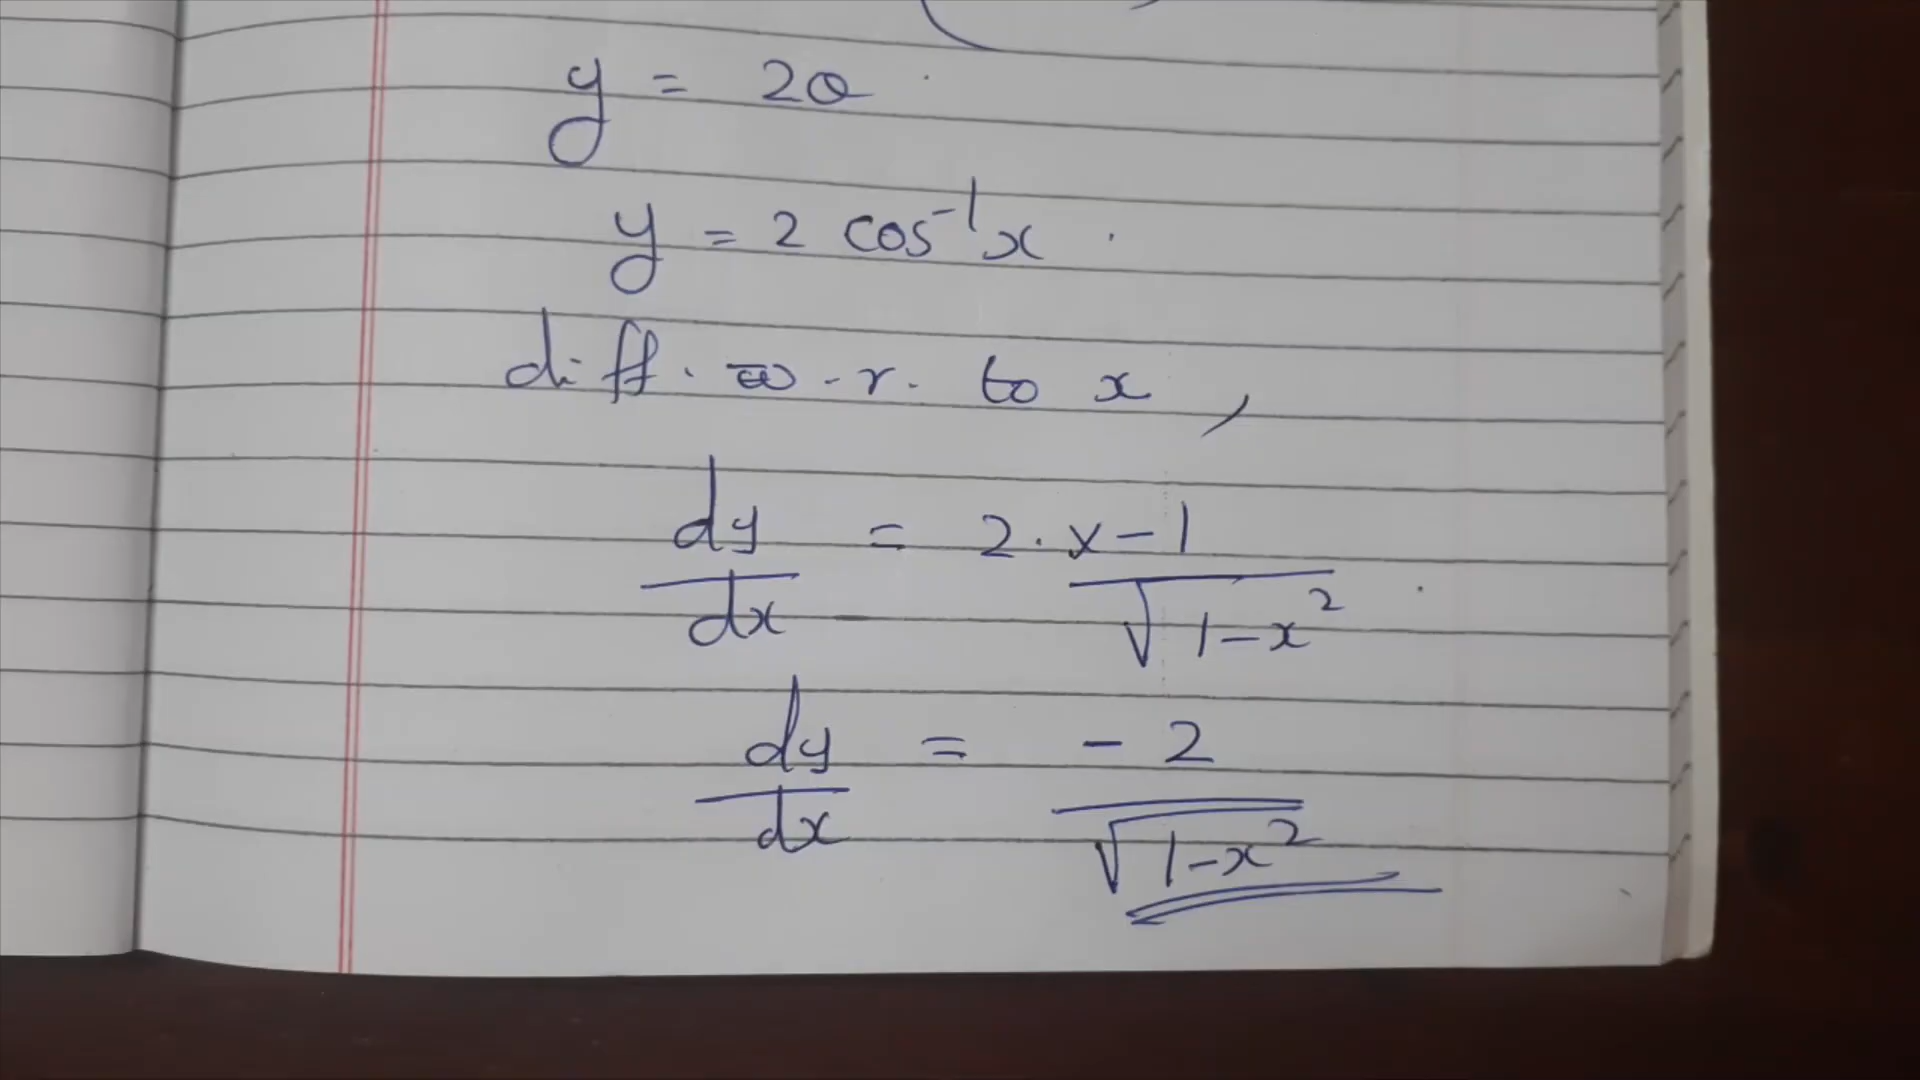 y = 2θ
y = 2 cos⁻¹x
diff. w.r. to x,
dy/dx = 2. x-1/√1-x²
dy/dx = -2/√1-x²